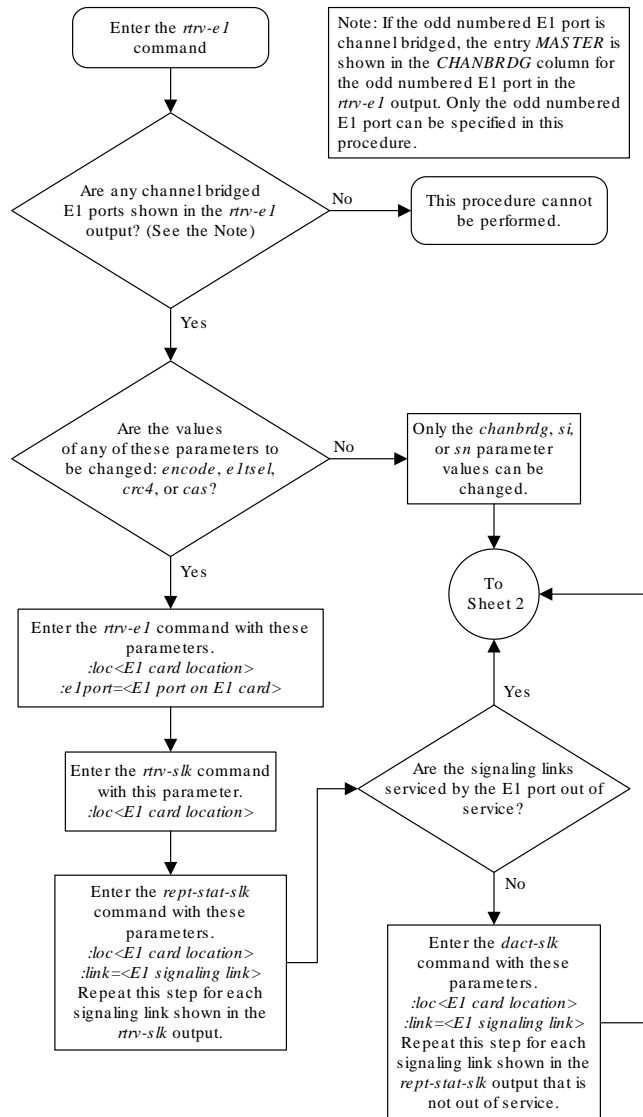 Enter the rtrv-e1
command
Note: If the odd numbered E1 port is
channel bridged, the entry MASTER is
shown in the CHANBRDG column for
the odd numbered E1 port in the
rtrv-e1 output. Only the odd numbered
E1 port can be specified in this
procedure.
Are any channel bridged
E1 ports shown in the rtrv-e1
output? (See the Note)
No
This procedure cannot
be performed.
Yes
Are the values
of any of these parameters to
be changed: encode, e1tsel,
crc4, or cas?
No
Only the chanbrdg, si,
or sn parameter
values can be
changed.
Yes
To
Sheet 2
Enter the rtrv-e1 command with these
parameters.
:loc<E1 card location>
:e1port=<E1 port on E1 card>
Yes
Enter the rtrv-slk command
with this parameter.
:loc<E1 card location>
Are the signaling links
serviced by the E1 port out of
service?
No
Enter the rept-stat-slk
command with these
parameters.
:loc<E1 card location>
:link=<E1 signaling link>
Repeat this step for each
signaling link shown in the
rtrv-slk output.
Enter the dact-slk
command with these
parameters.
:loc<E1 card location>
:link=<E1 signaling link>
Repeat this step for each
signaling link shown in the
rept-stat-slk output that is
not out of service.